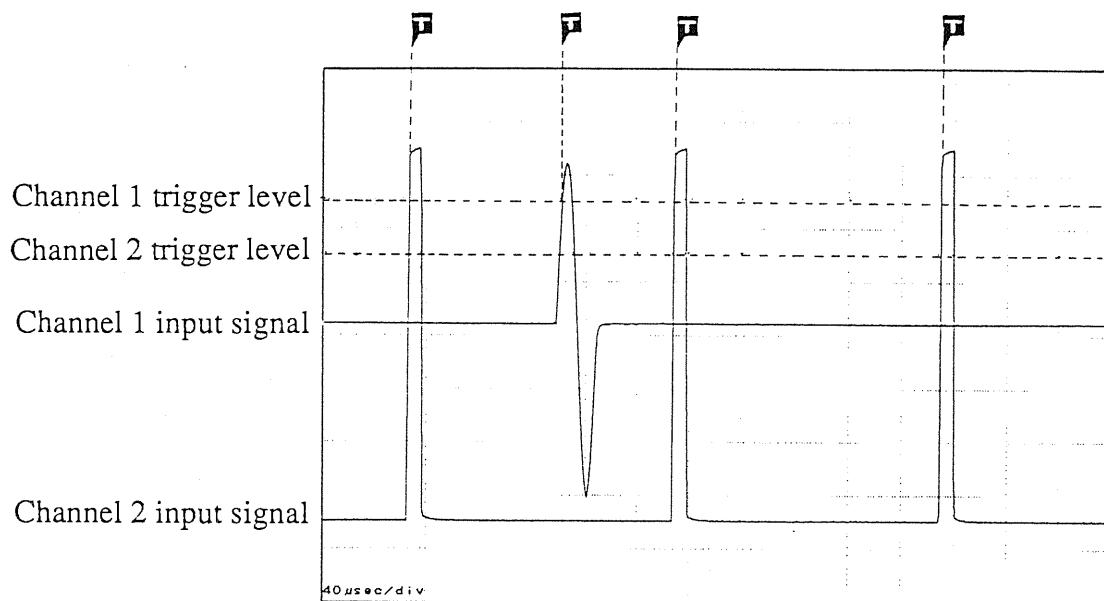 T T T T
Channel 1 trigger level
Channel 2 trigger level
Channel 1 input signal
Channel 2 input signal
40µsec/div